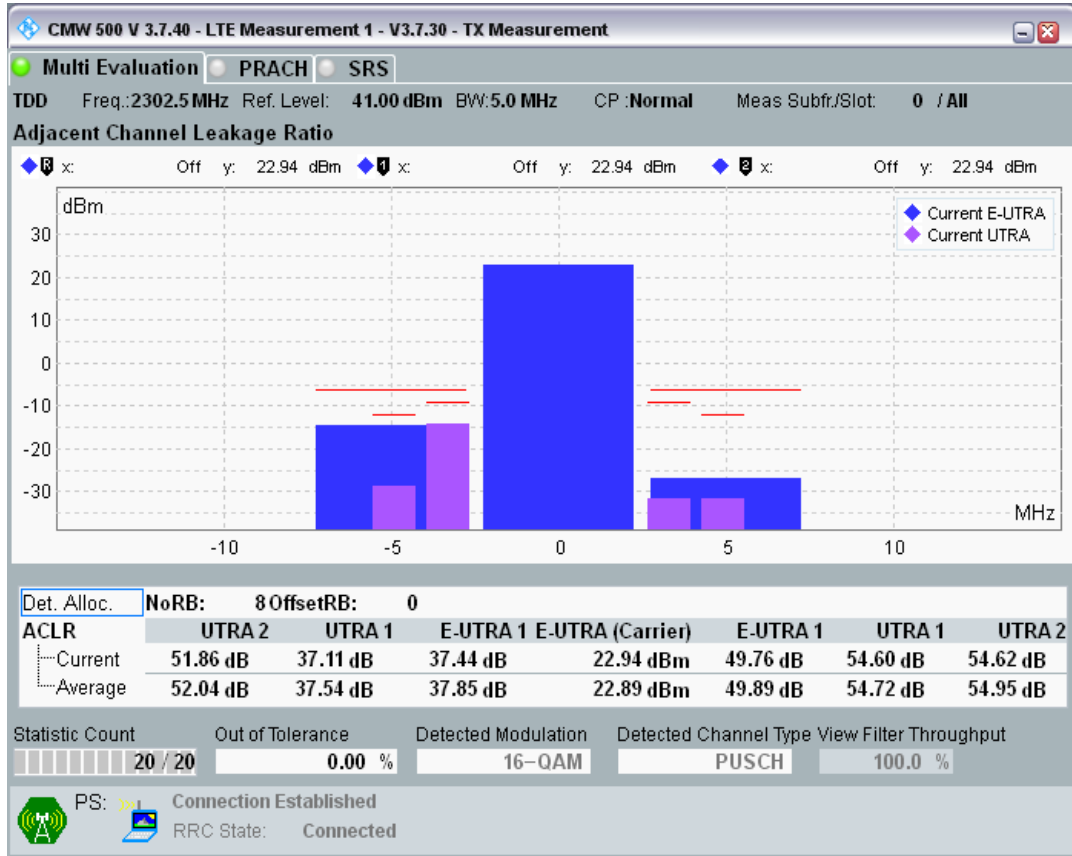 CMW 500 V 3.7.40 - LTE Measurement 1 - V3.7.30 - TX Measurement
Multi Evaluation PRACH SRS
TDD Freq.:2302.5 MHz Ref. Level: 41.00 dBm BW:5.0 MHz CP :Normal Meas Subfr./Slot: 0 / All
Adjacent Channel Leakage Ratio
R x: Off y: 22.94 dBm 1 x: Off y: 22.94 dBm 2 x: Off y: 22.94 dBm
dBm
Current E-UTRA
Current UTRA
30
20
10
0
-10
-20
-30
MHz
-10 -5 0 5 10
Det. Alloc. NoRB: 8 OffsetRB: 0
ACLR UTRA 2 UTRA 1 E-UTRA 1 E-UTRA (Carrier) E-UTRA 1 UTRA 1 UTRA 2
Current 51.86 dB 37.11 dB 37.44 dB 22.94 dBm 49.76 dB 54.60 dB 54.62 dB
Average 52.04 dB 37.54 dB 37.85 dB 22.89 dBm 49.89 dB 54.72 dB 54.95 dB
Statistic Count Out of Tolerance Detected Modulation Detected Channel Type View Filter Throughput
20 / 20 0.00 % 16-QAM PUSCH 100.0 %
PS: Connection Established
RRC State: Connected